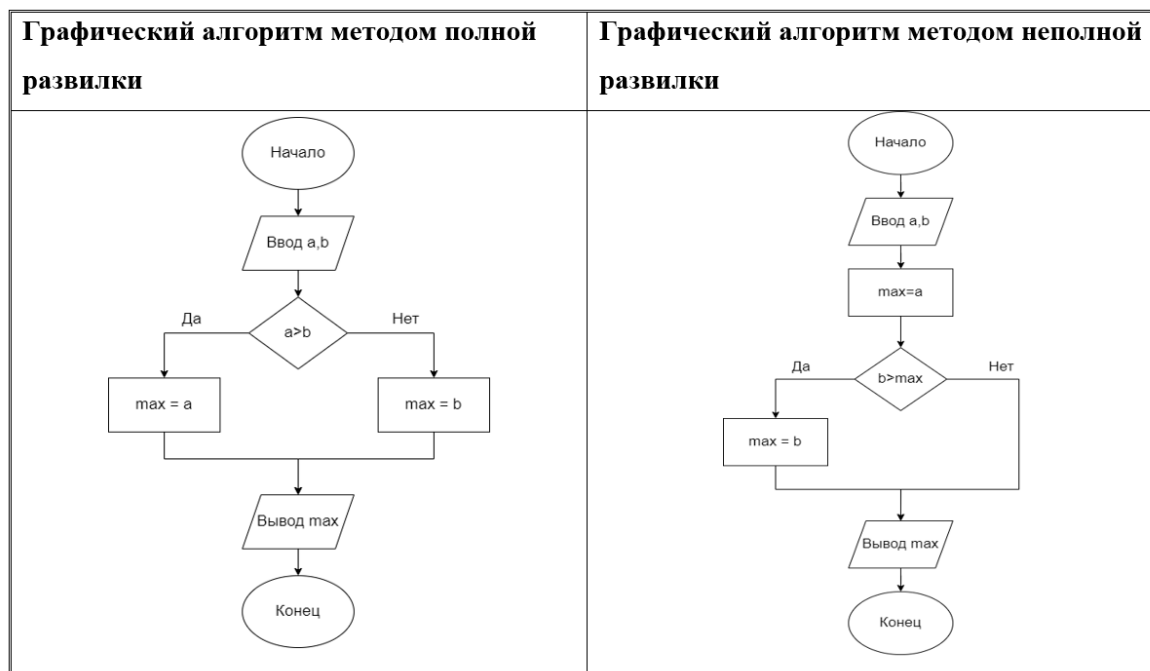 Графический алгоритм методом полной
развилки
Графический алгоритм методом неполной
развилки
Начало
Ввод a,b
a>b
Да
Нет
max = a
max = b
Вывод max
Конец
Начало
Ввод a,b
max=a
b>max
Да
Нет
max = b
Вывод max
Конец